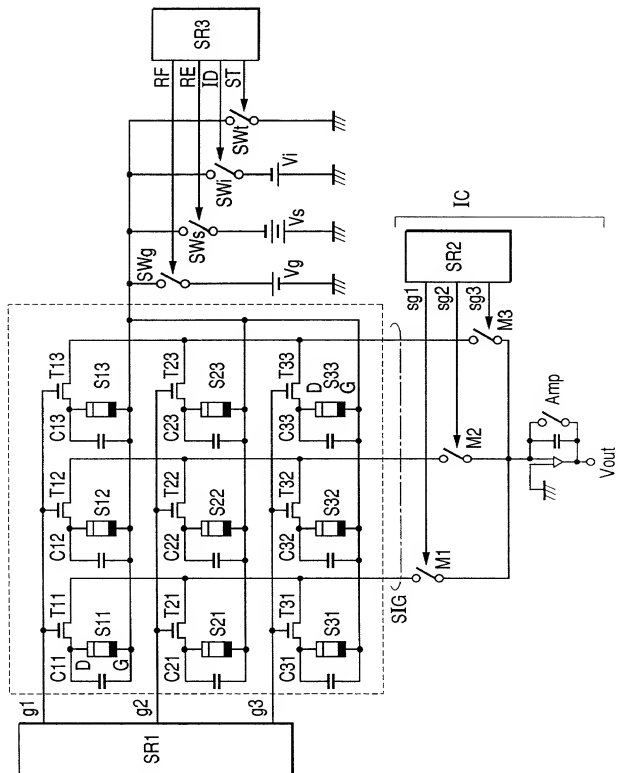 SR3
RF
RE
ID
ST
SWt
SWi
Vi
SWs
Vs
SWg
Vg
IC
SR2
sg1
sg2
sg3
M3
M2
M1
Amp
Vout
SIG
g1
C11
T11
D
S11
G
C12
T12
S12
C13
T13
S13
g2
C21
T21
S21
C22
T22
S22
C23
T23
S23
g3
C31
T31
S31
C32
T32
S32
C33
T33
D
S33
G
SR1